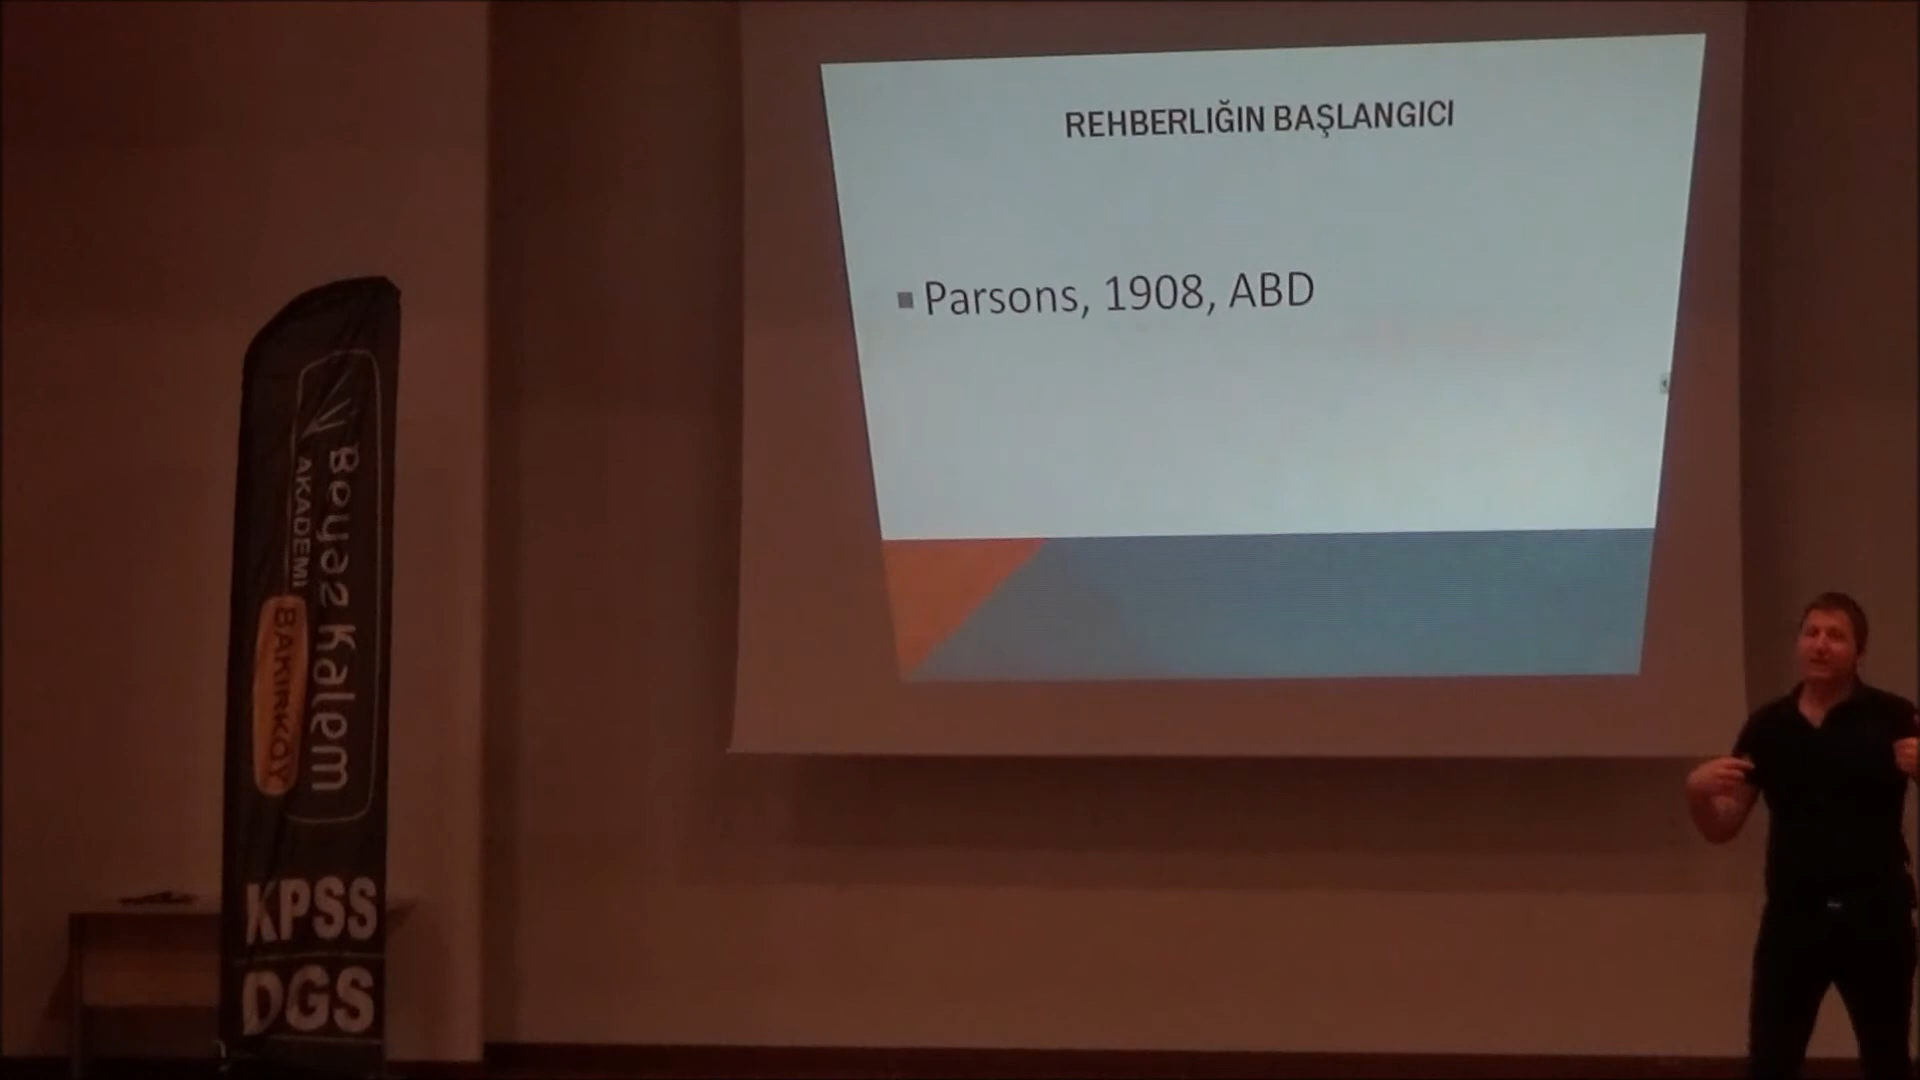 REHBERLIĞIN BAŞLANGICI
Parsons, 1908, ABD
Beyaz Kalem
AKADEMİ
BAKIRKÖY
KPSS
DGS